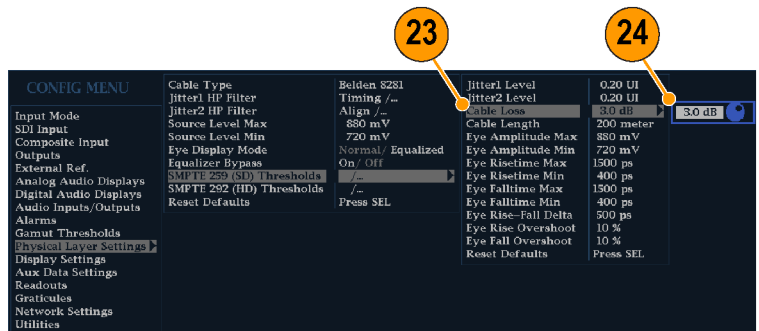 23
24
CONFIG MENU
Input Mode
SDI Input
Composite Input
Outputs
External Ref.
Analog Audio Displays
Digital Audio Displays
Audio Inputs/Outputs
Alarms
Gamut Thresholds
Physical Layer Settings
Display Settings
Aux Data Settings
Readouts
Graticules
Network Settings
Utilities
Cable Type Belden 8281
Jitter1 HP Filter Timing /...
Jitter2 HP Filter Align /...
Source Level Max 880 mV
Source Level Min 720 mV
Eye Display Mode Normal/ Equalized
Equalizer Bypass On/ Off
SMPTE 259 (SD) Thresholds /...
SMPTE 292 (HD) Thresholds /...
Reset Defaults Press SEL
Jitter1 Level 0.20 UI
Jitter2 Level 0.20 UI
Cable Loss 3.0 dB
Cable Length 200 meter
Eye Amplitude Max 880 mV
Eye Amplitude Min 720 mV
Eye Risetime Max 1500 ps
Eye Risetime Min 400 ps
Eye Falltime Max 1500 ps
Eye Falltime Min 400 ps
Eye Rise-Fall Delta 500 ps
Eye Rise Overshoot 10 %
Eye Fall Overshoot 10 %
Reset Defaults Press SEL
3.0 dB